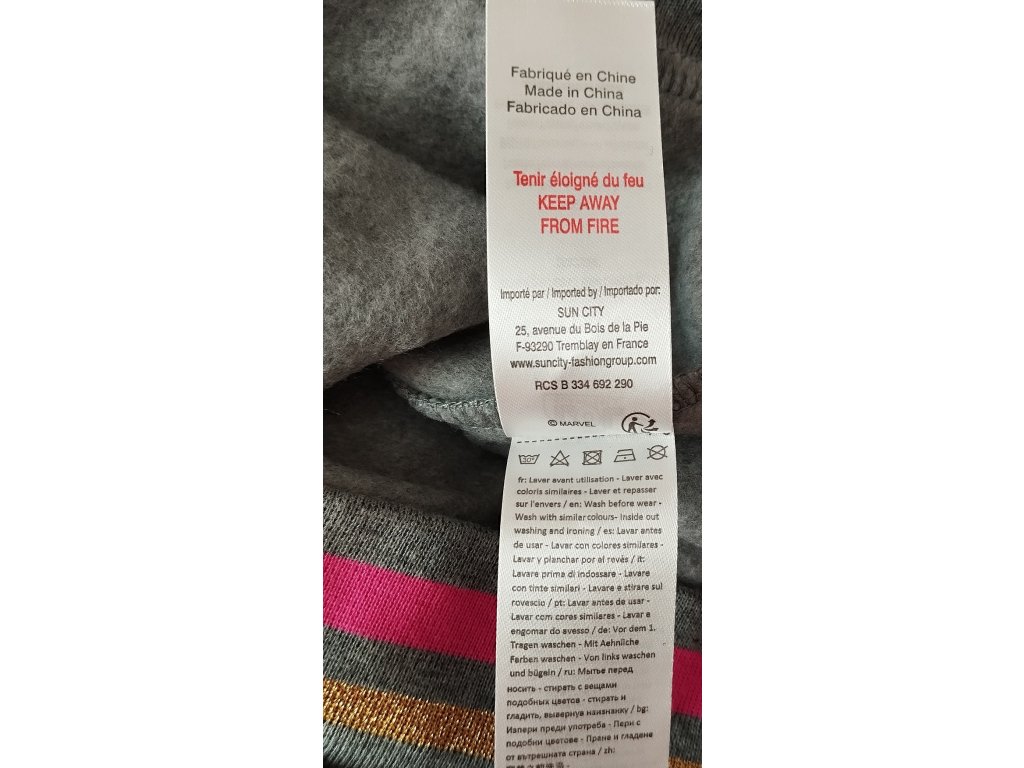 Fabriqué en Chine
Made in China
Fabricado en China
Tenir éloigné du feu
KEEP AWAY
FROM FIRE
Importé par / Imported by / Importado por:
SUN CITY
25, avenue du Bois de la Pie
F-93290 Tremblay en France
www.suncity-fashiongroup.com
RCS B 334 692 290
© MARVEL
30°
fr: Laver avant utilisation - Laver avec
coloris similaires - Laver et repasser
sur l'envers / en: Wash before wear -
Wash with similar colours- Inside out
washing and ironing / es: Lavar antes
de usar - Lavar con colores similares -
Lavar y planchar por el revés / it:
Lavare prima di indossare - Lavare
con tinte similari - Lavare e stirare sul
rovescio / pt: Lavar antes de usar -
Lavar com cores similares - Lavar e
engomar do avesso / de: Vor dem 1.
Tragen waschen - Mit Aehnliche
Farben waschen - Von links waschen
und bügeln / ru: Мытье перед
носить - стирать с вещами
подобных цветов - стирать и
гладить, вывернув наизнанку / bg:
Изпери преди употреба - Пери с
подобни цветове - Пране и гладене
от вътрешната страна / zh: